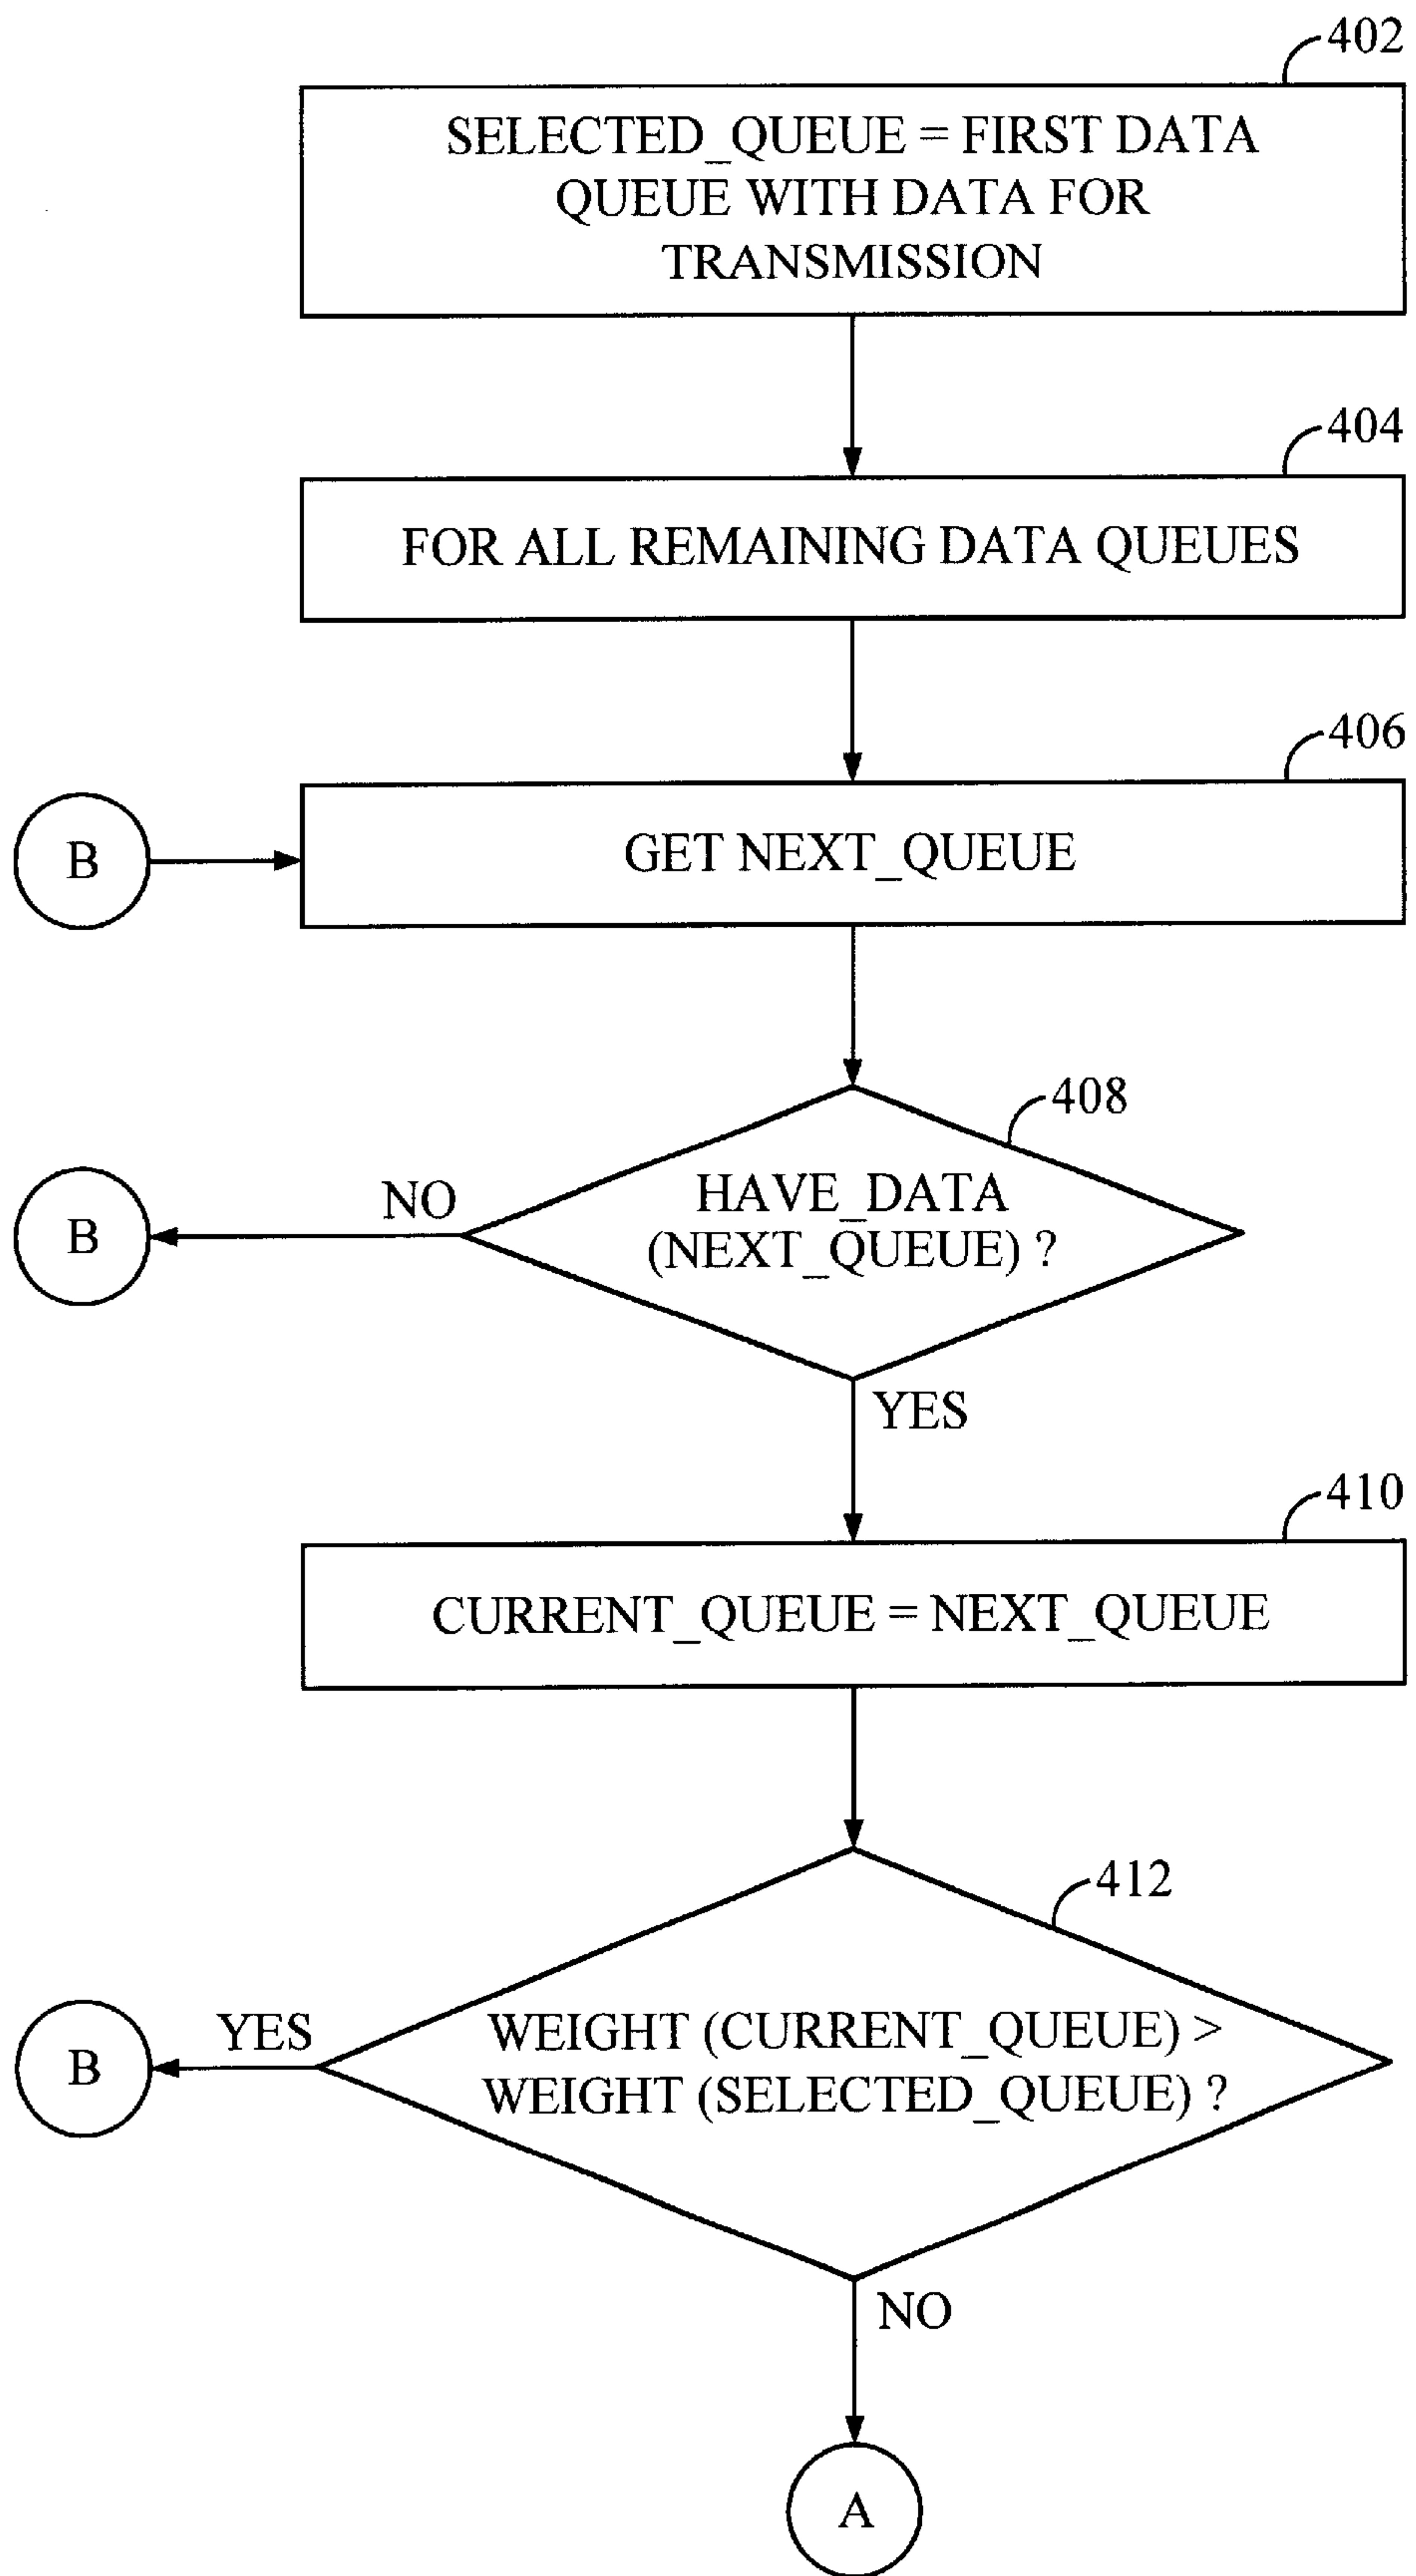 402
SELECTED_QUEUE = FIRST DATA
QUEUE WITH DATA FOR
TRANSMISSION
404
FOR ALL REMAINING DATA QUEUES
406
B
GET NEXT_QUEUE
408
HAVE_DATA
(NEXT_QUEUE) ?
NO
B
YES
410
CURRENT_QUEUE = NEXT_QUEUE
412
WEIGHT (CURRENT_QUEUE) >
WEIGHT (SELECTED_QUEUE) ?
YES
B
NO
A